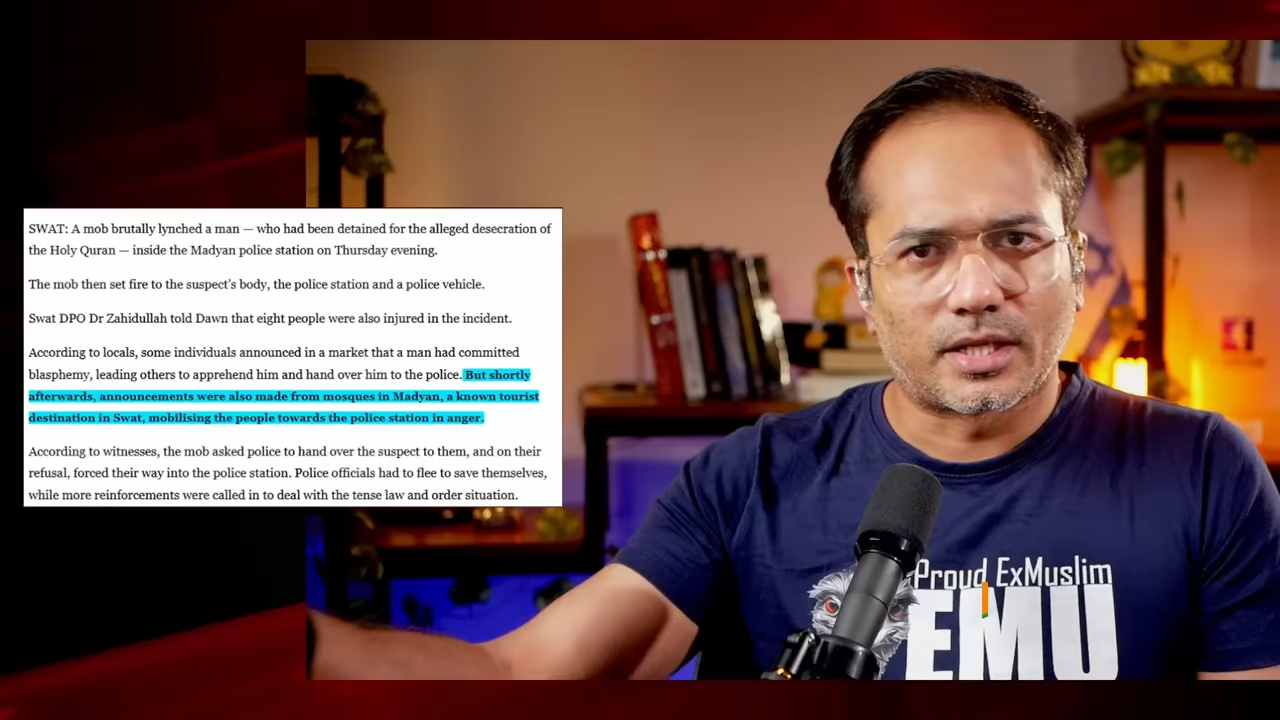 SWAT: A mob brutally lynched a man — who had been detained for the alleged desecration of
the Holy Quran — inside the Madyan police station on Thursday evening.
The mob then set fire to the suspect's body, the police station and a police vehicle.
Swat DPO Dr Zahidullah told Dawn that eight people were also injured in the incident.
According to locals, some individuals announced in a market that a man had committed
blasphemy, leading others to apprehend him and hand over him to the police. But shortly
afterwards, announcements were also made from mosques in Madyan, a known tourist
destination in Swat, mobilising the people towards the police station in anger.
According to witnesses, the mob asked police to hand over the suspect to them, and on their
refusal, forced their way into the police station. Police officials had to flee to save themselves,
while more reinforcements were called in to deal with the tense law and order situation.
Proud ExMuslim
EMU